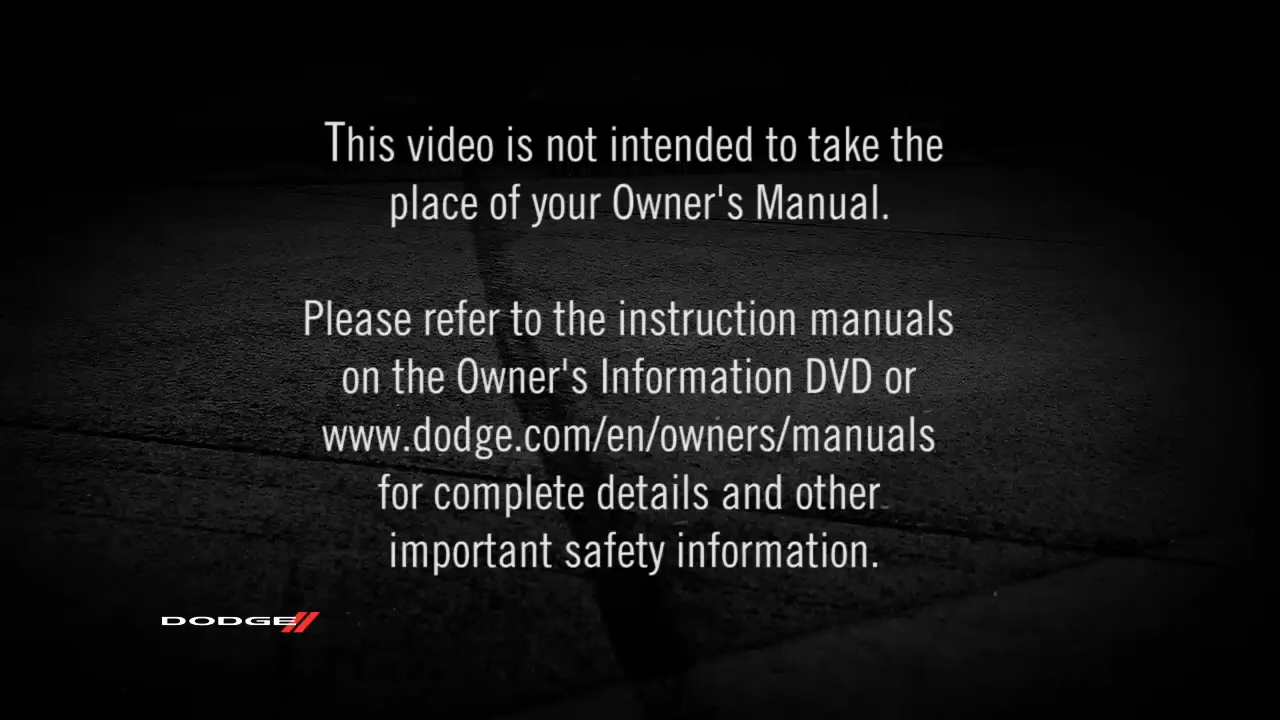 This video is not intended to take the
place of your Owner's Manual.
Please refer to the instruction manuals
on the Owner's Information DVD or
www.dodge.com/en/owners/manuals
for complete details and other
important safety information.
DODGE